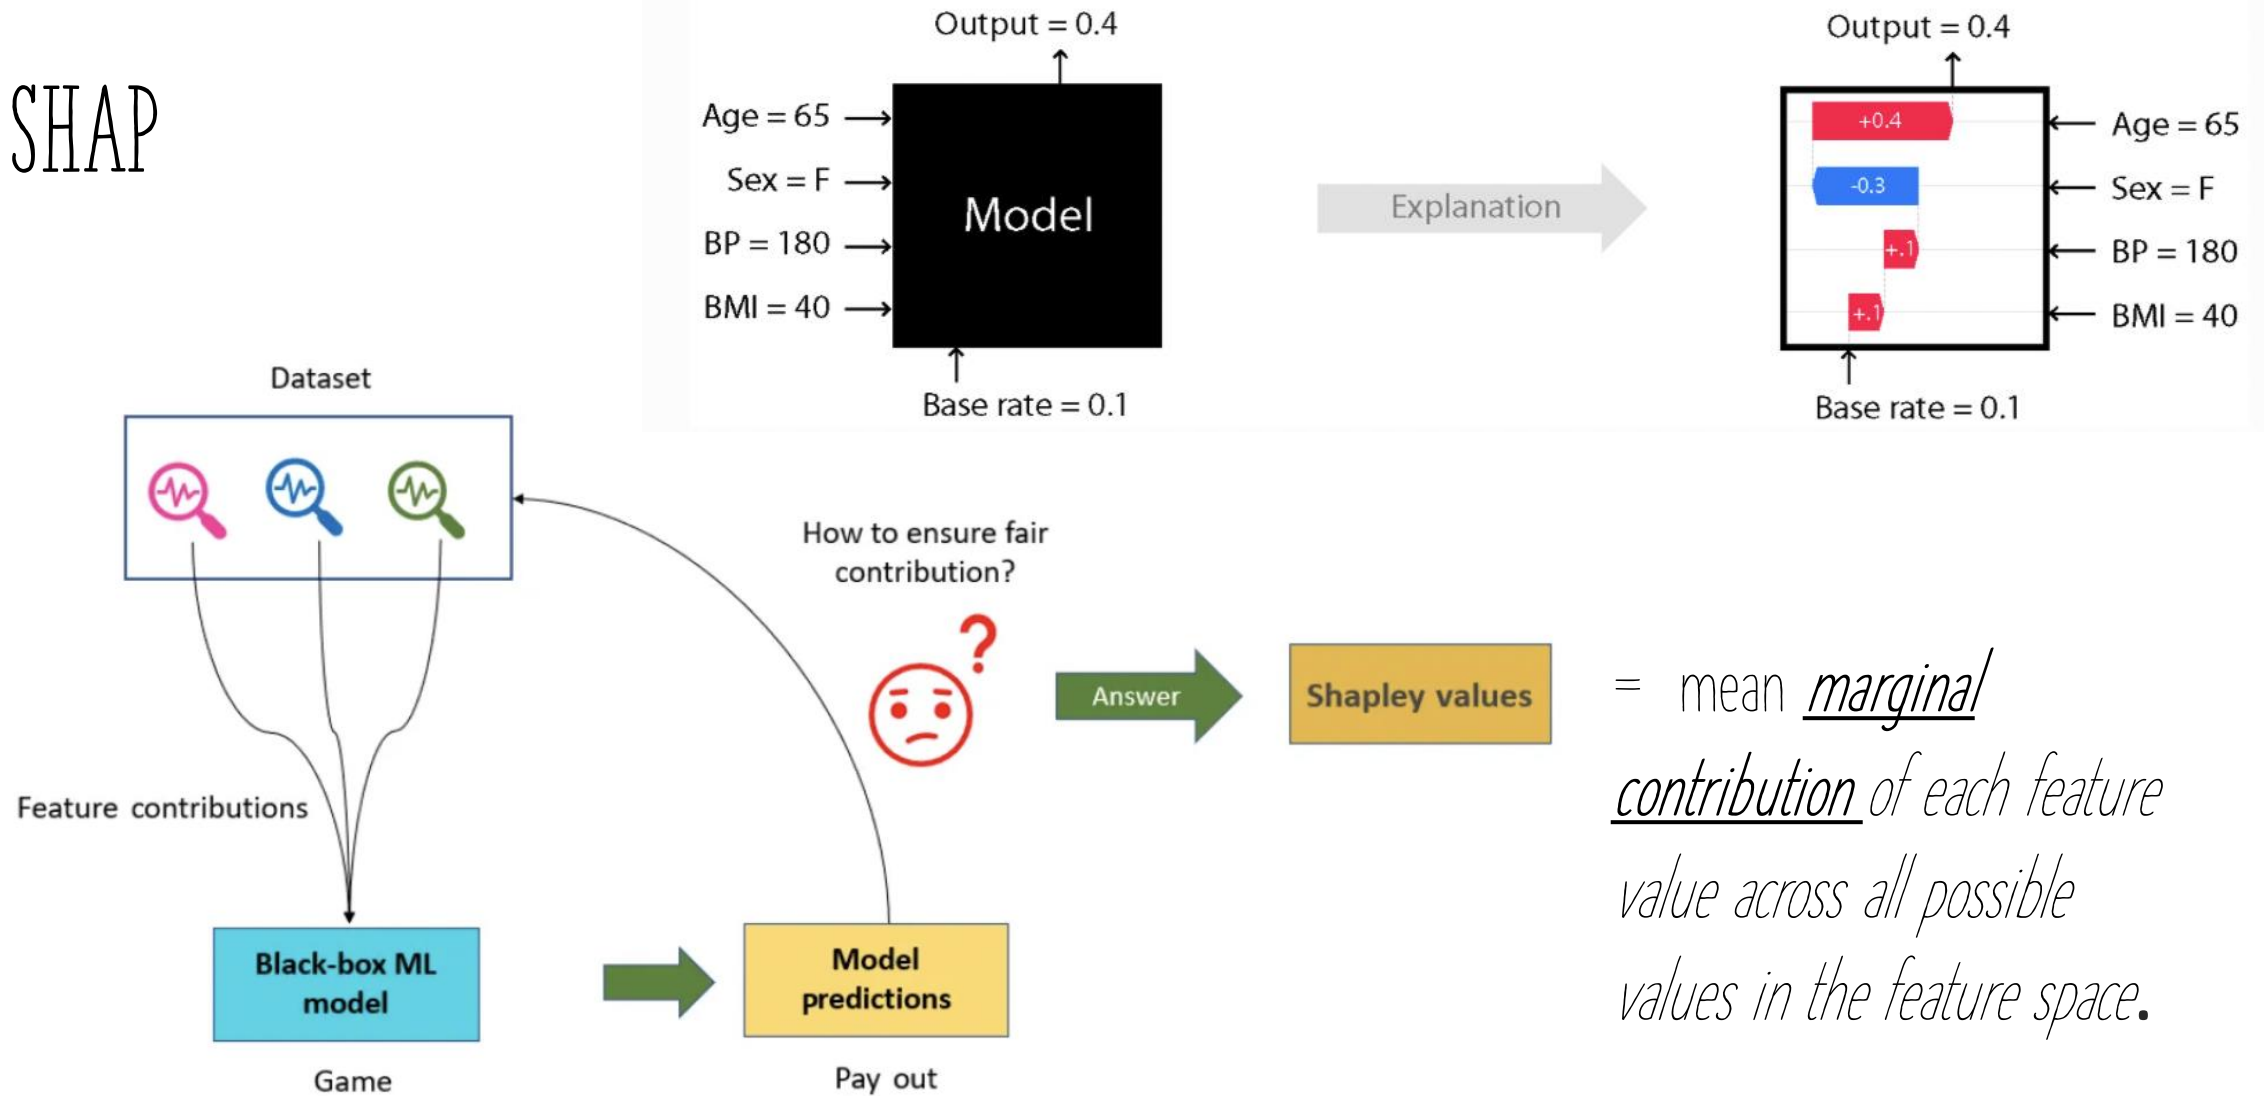 SHAP
Output = 0.4
Age = 65
Sex = F
BP = 180
BMI = 40
Model
Base rate = 0.1
Explanation
Output = 0.4
+0.4
-0.3
+.1
+.1
Age = 65
Sex = F
BP = 180
BMI = 40
Base rate = 0.1
Dataset
Feature contributions
Black-box ML
model
Game
Model
predictions
Pay out
How to ensure fair
contribution?
?
Answer
Shapley values
= mean marginal
contribution of each feature
value across all possible
values in the feature space.